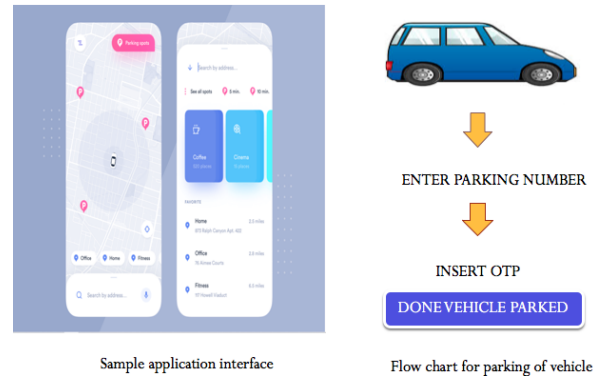 Parking spots
Office
Home
Fitness
Search by address...
Search by address...
See all spots
6 min.
10 min.
Coffee
Cinema
FAVORITE
Home
Office
Fitness
Sample application interface
ENTER PARKING NUMBER
INSERT OTP
DONE VEHICLE PARKED
Flow chart for parking of vehicle